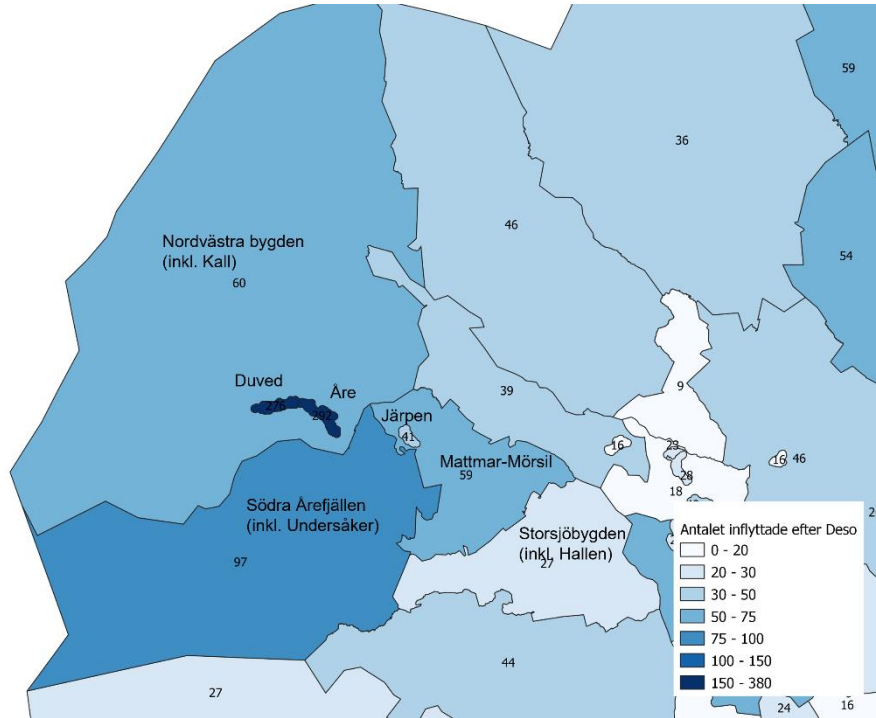 59
36
46
54
Nordvästra bygden
(inkl. Kall)
60
9
Duved
Åre
276
292
39
Järpen
41
Mattmar-Mörsil
59
16
23
28
18
16
46
Södra Årefjällen
(inkl. Undersåker)
97
Storsjöbygden
(inkl. Hallen)
27
44
27
24
16
Antalet inflyttade efter Deso
0 - 20
20 - 30
30 - 50
50 - 75
75 - 100
100 - 150
150 - 380